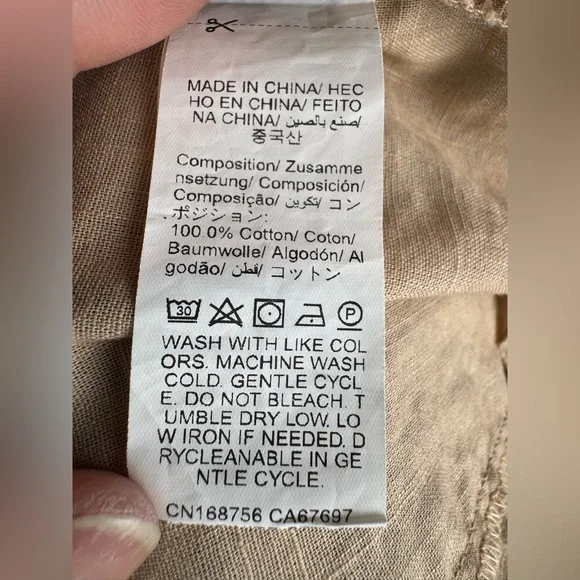 MADE IN CHINA/ HEC
HO EN CHINA/ FEITO
NA CHINA/ صنع بالصين/
중국산
Composition/ Zusamme
nsetzung/ Composición/
Composição/ تكوين/ コン
.ポジション:
100.0% Cotton/ Coton/
Baumwolle/ Algodón/ Al
godão/ قطن/ コットン
30 P
WASH WITH LIKE COL
ORS. MACHINE WASH
COLD. GENTLE CYCL
E. DO NOT BLEACH. T
UMBLE DRY LOW. LO
W IRON IF NEEDED. D
RYCLEANABLE IN GE
NTLE CYCLE.
CN168756 CA67697